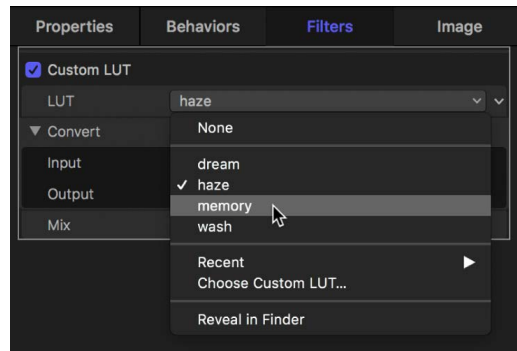 Properties Behaviors Filters Image
Custom LUT
LUT haze
Convert None
Input dream
Output haze
memory
Mix wash
Recent
Choose Custom LUT...
Reveal in Finder